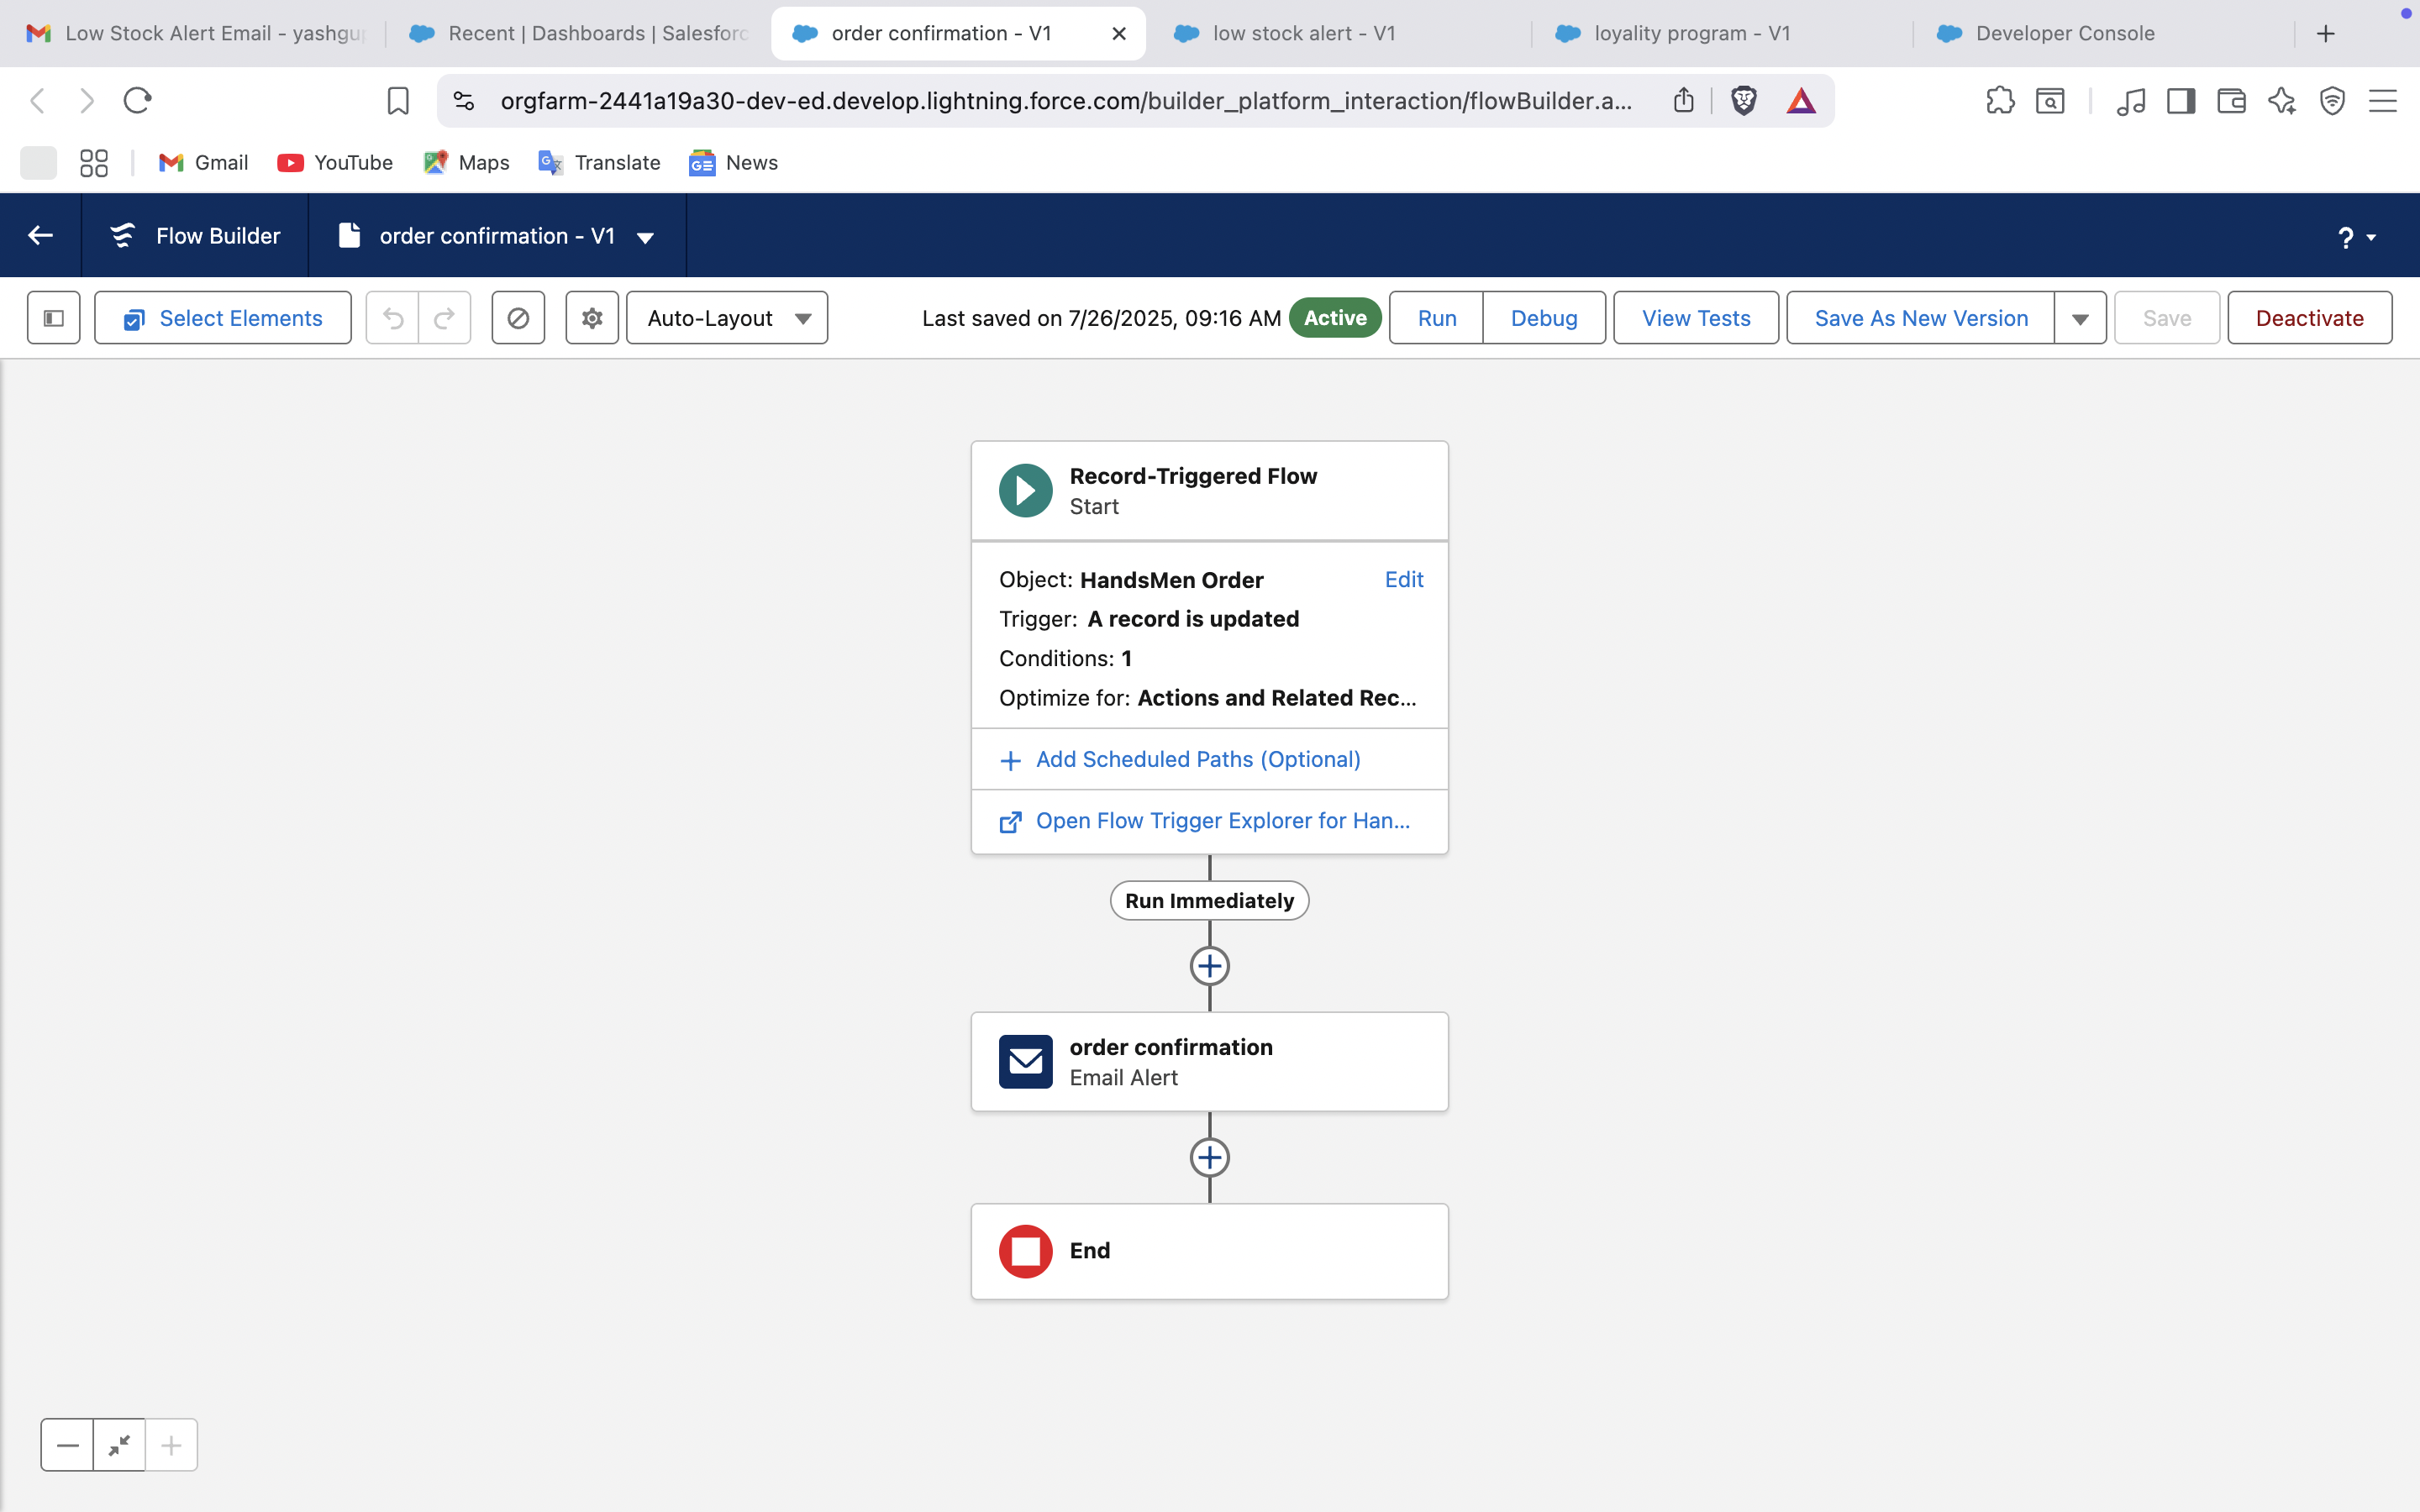 Low Stock Alert Email - yashgu
Recent | Dashboards | Salesforc
order confirmation - V1
low stock alert - V1
loyality program - V1
Developer Console
orgfarm-2441a19a30-dev-ed.develop.lightning.force.com/builder_platform_interaction/flowBuilder.a...
Gmail
YouTube
Maps
Translate
News
Flow Builder
order confirmation - V1
?
Select Elements
Auto-Layout
Last saved on 7/26/2025, 09:16 AM
Active
Run
Debug
View Tests
Save As New Version
Save
Deactivate
Record-Triggered Flow
Start
Object: HandsMen Order
Edit
Trigger: A record is updated
Conditions: 1
Optimize for: Actions and Related Rec...
Add Scheduled Paths (Optional)
Open Flow Trigger Explorer for Han...
Run Immediately
order confirmation
Email Alert
End